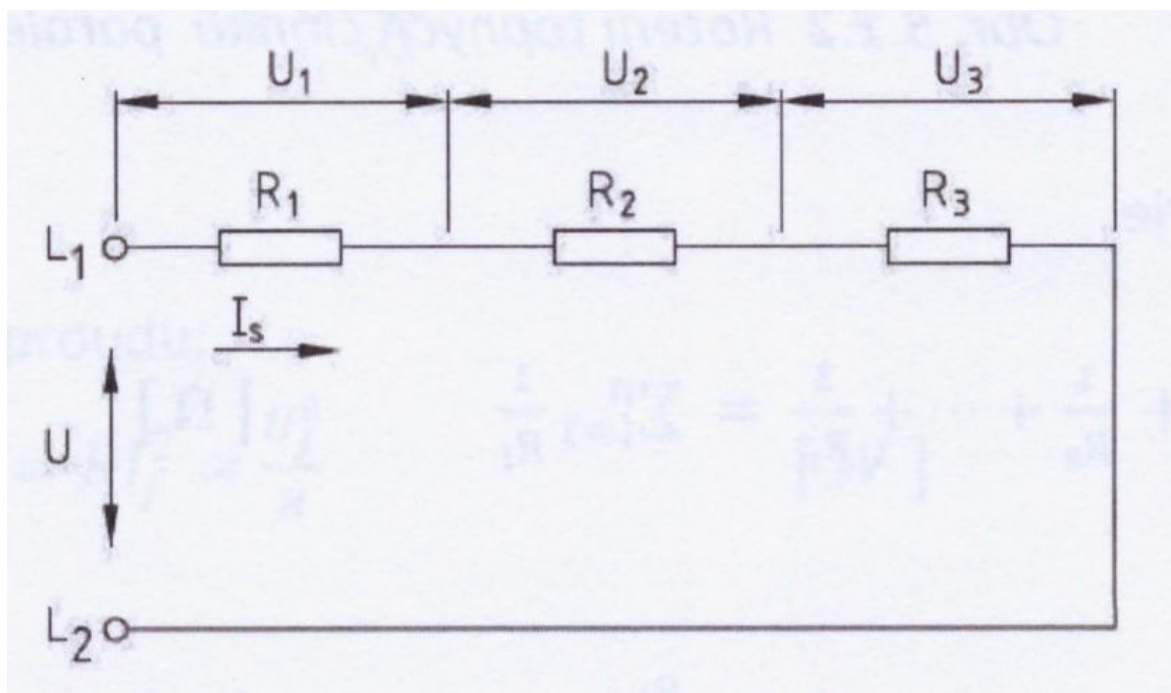 U₁ U₂ U₃
R₁ R₂ R₃
L₁
Iₛ
U
L₂